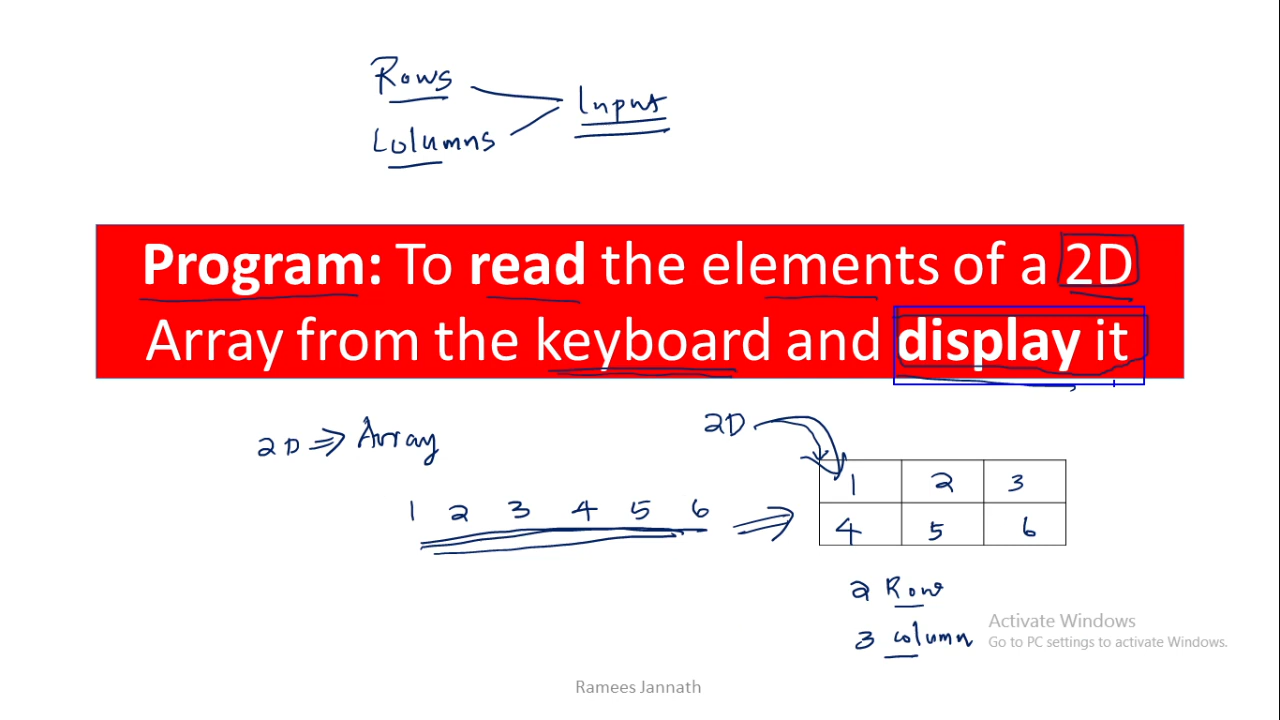 Rows
Columns
Input
Program: To read the elements of a 2D
Array from the keyboard and display it
2D ⇒ Array
2D
1 2 3 4 5 6 ⇒
1 2 3
4 5 6
2 Rows
3 column
Activate Windows
Go to PC settings to activate Windows.
Ramees Jannath